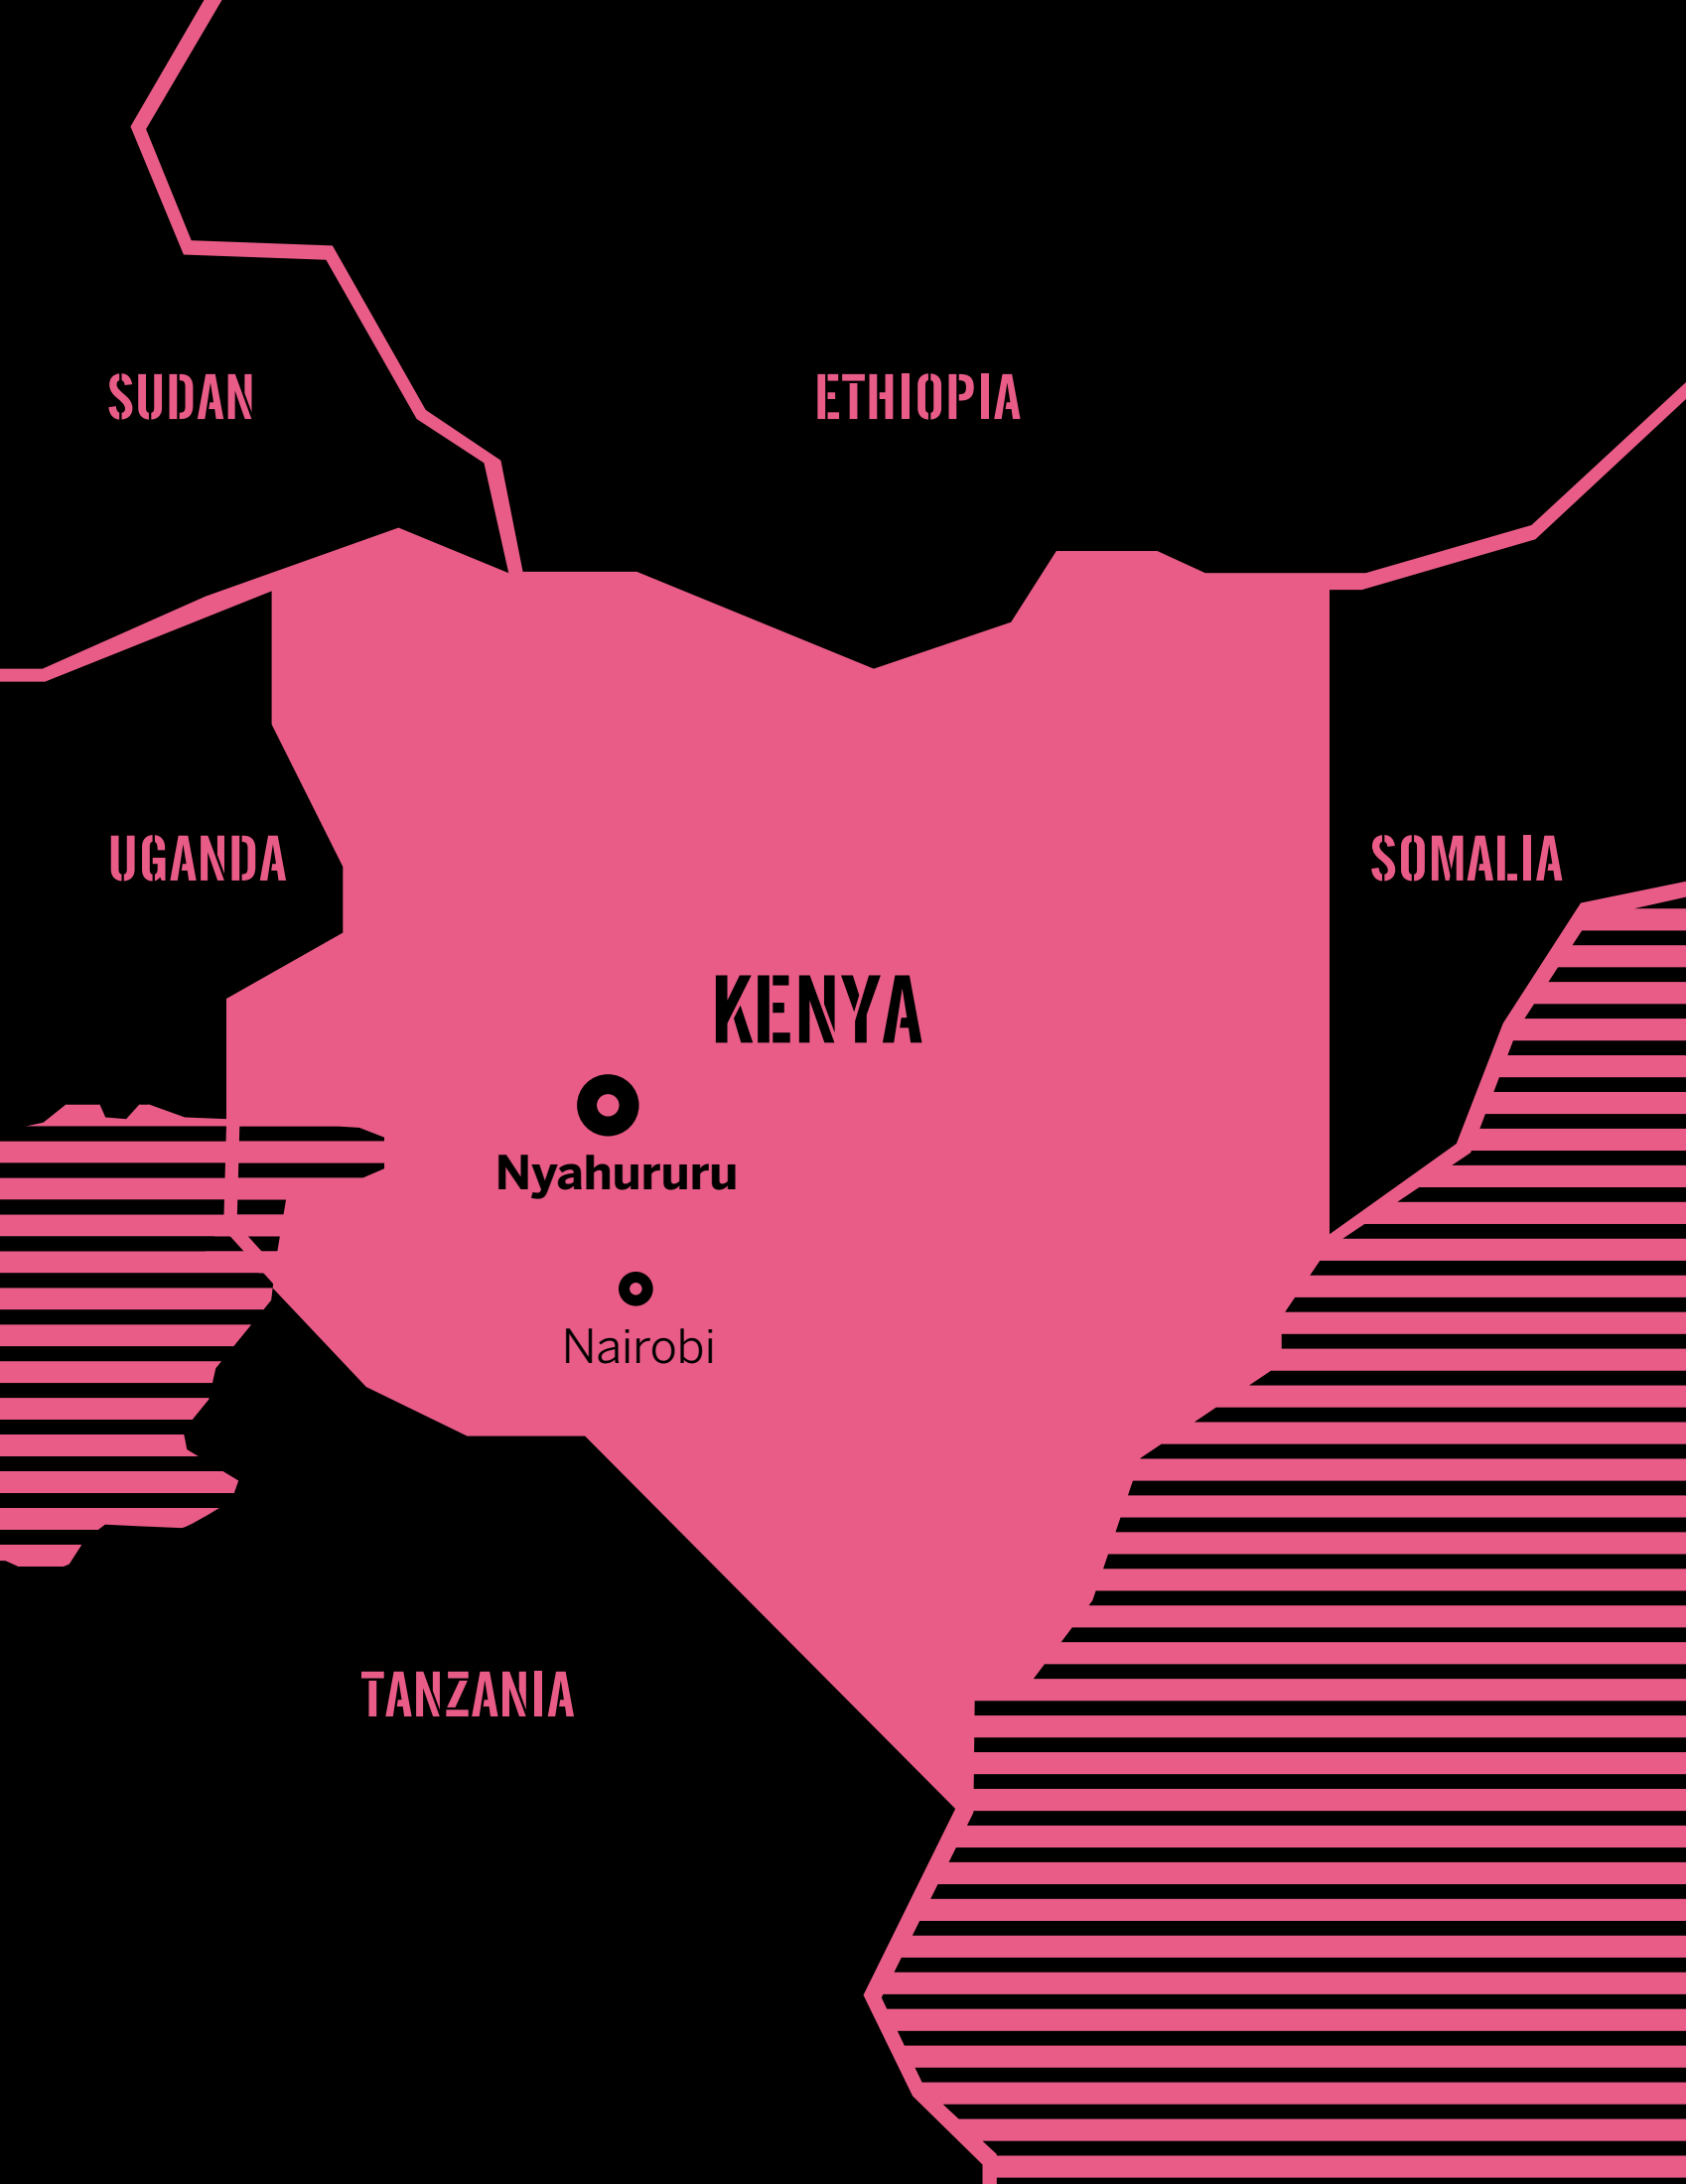 SUDAN
ETHIOPIA
UGANDA
SOMALIA
KENYA
Nyahururu
Nairobi
TANZANIA